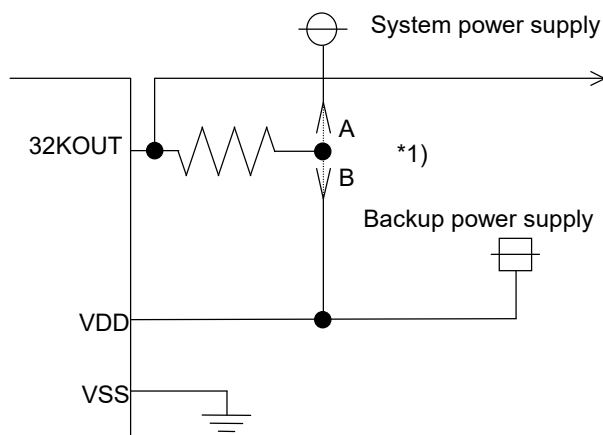 System power supply
A
32KOUT
*1)
B
Backup power supply
VDD
VSS